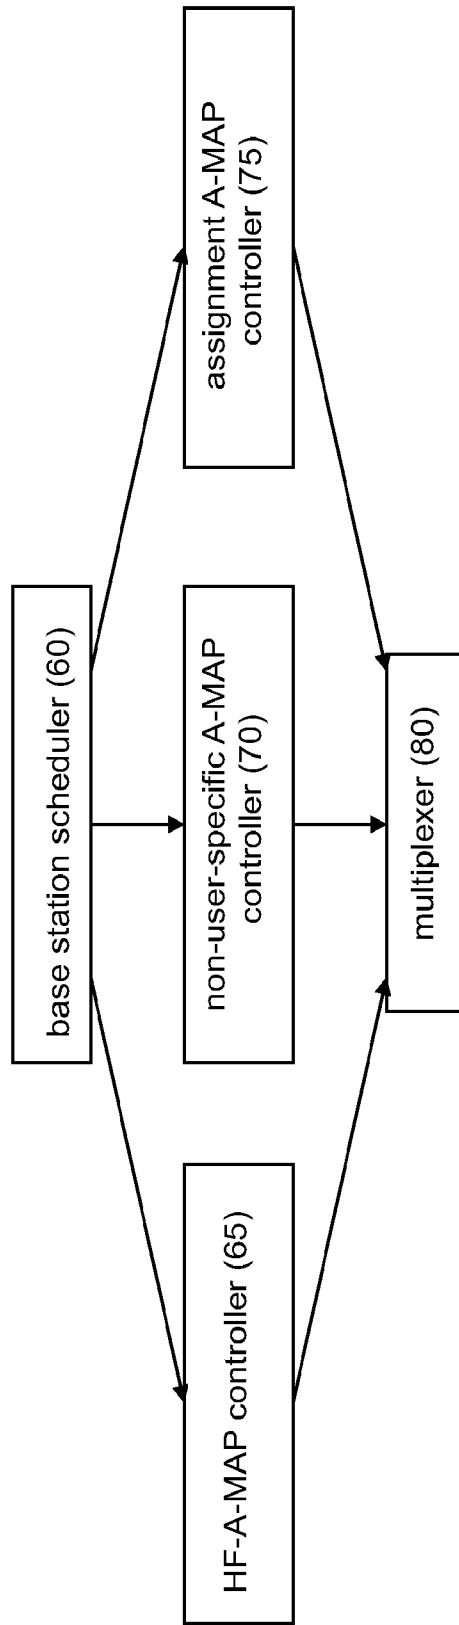 base station scheduler (60)
HF-A-MAP controller (65)
non-user-specific A-MAP
controller (70)
assignment A-MAP
controller (75)
multiplexer (80)